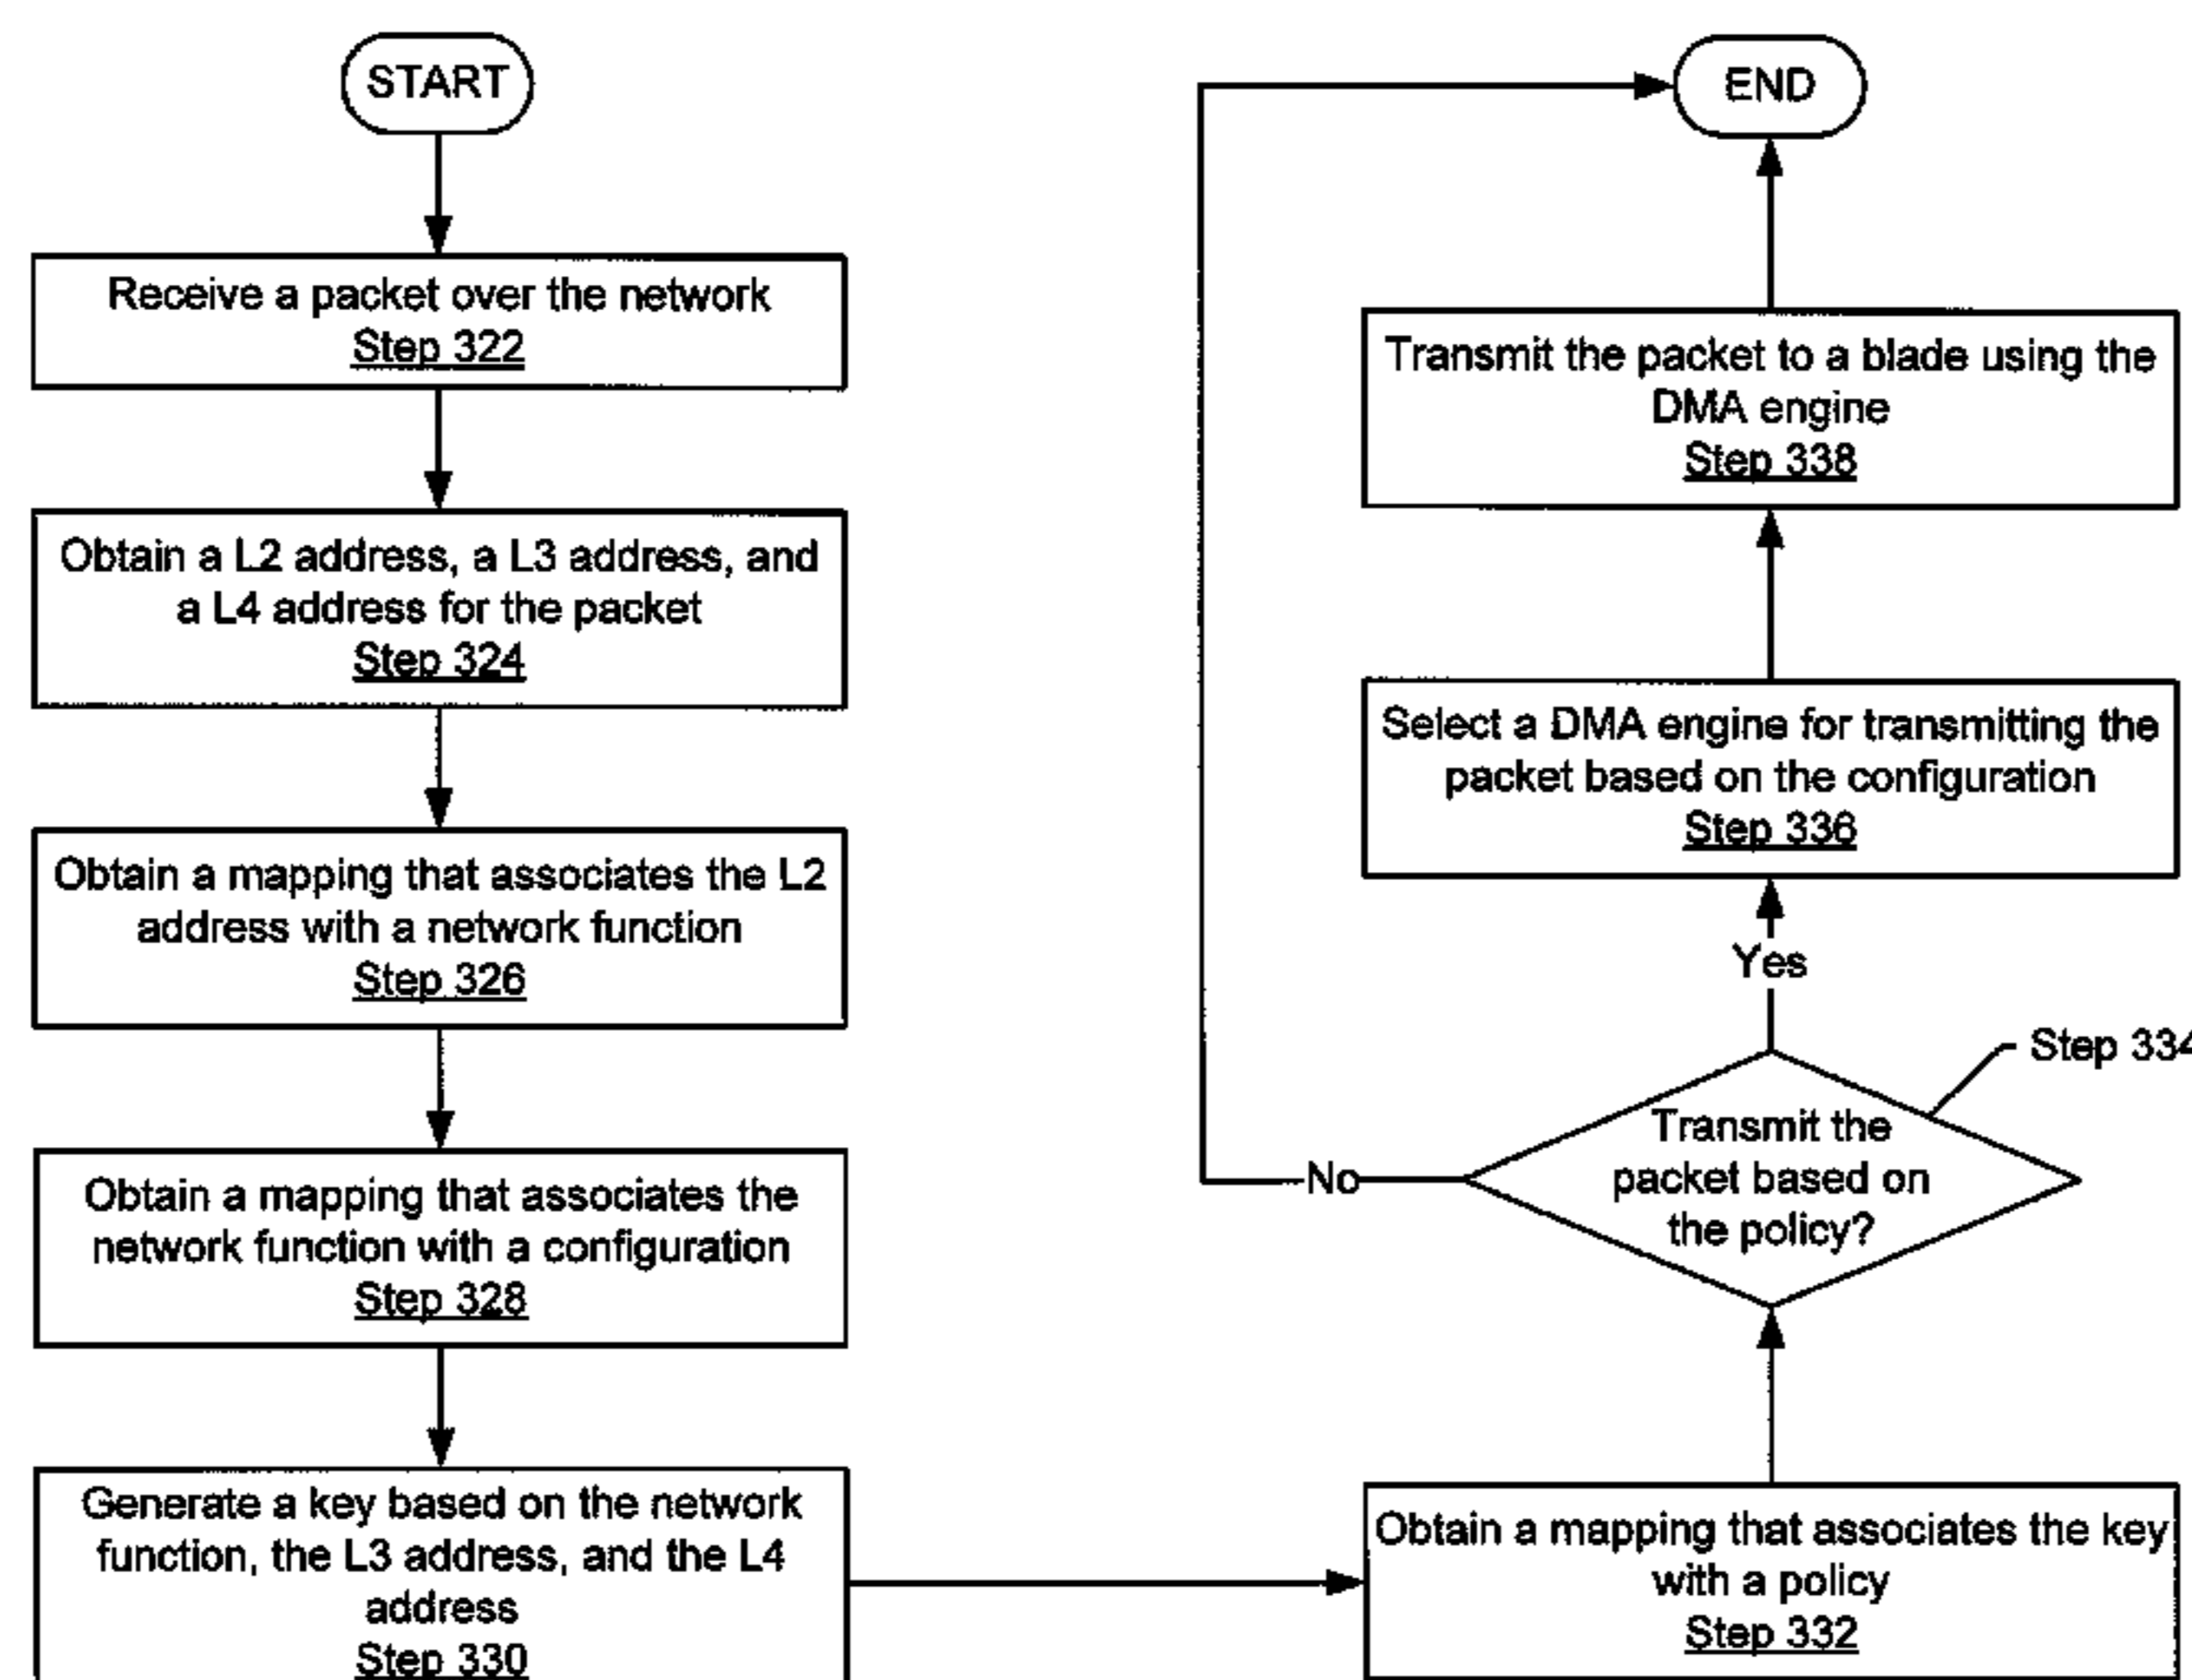 START
Receive a packet over the network
Step 322
Obtain a L2 address, a L3 address, and
a L4 address for the packet
Step 324
Obtain a mapping that associates the L2
address with a network function
Step 326
Obtain a mapping that associates the
network function with a configuration
Step 328
Generate a key based on the network
function, the L3 address, and the L4
address
Step 330
Obtain a mapping that associates the key
with a policy
Step 332
Transmit the
packet based on
the policy?
Step 334
No
Yes
Select a DMA engine for transmitting the
packet based on the configuration
Step 336
Transmit the packet to a blade using the
DMA engine
Step 338
END